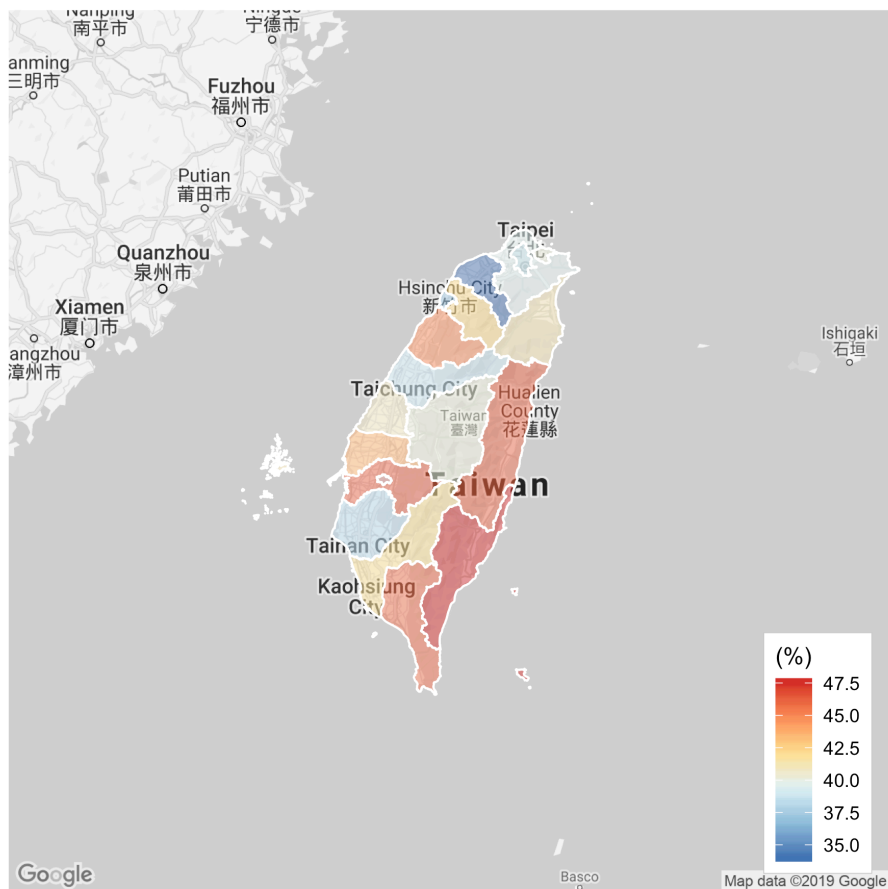 Nanping
南平市
Ningde
宁德市
anming
三明市
Fuzhou
福州市
Putian
莆田市
Quanzhou
泉州市
Xiamen
厦门市
angzhou
漳州市
Taipei
Hsinchu City
新竹市
Ishigaki
石垣
Taichung City
Hualien
County
花蓮縣
Taiwan
臺灣
Taiwan
Tainan City
Kaohsiung
City
(%)
47.5
45.0
42.5
40.0
37.5
35.0
Google
Basco
Map data ©2019 Google